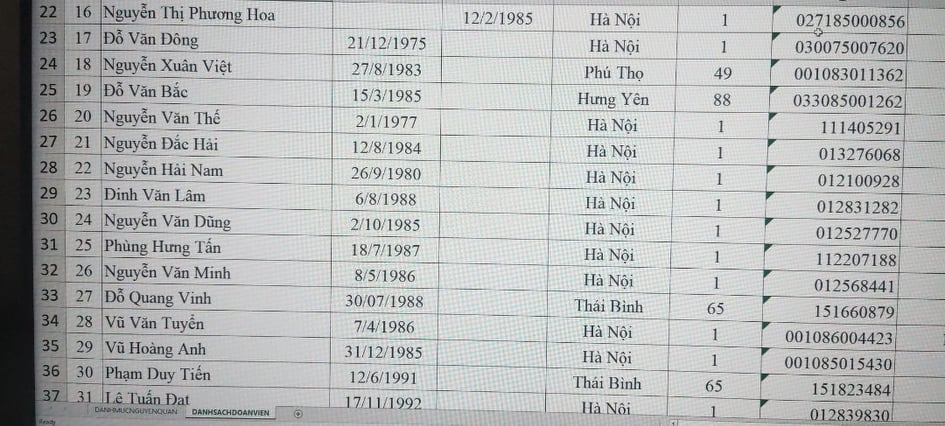 22 16 Nguyễn Thị Phương Hoa 12/2/1985 Hà Nội 1 027185000856
23 17 Đỗ Văn Đông 21/12/1975 Hà Nội 1 030075007620
24 18 Nguyễn Xuân Việt 27/8/1983 Phú Thọ 49 001083011362
25 19 Đỗ Văn Bắc 15/3/1985 Hưng Yên 88 033085001262
26 20 Nguyễn Văn Thế 2/1/1977 Hà Nội 1 111405291
27 21 Nguyễn Đắc Hải 12/8/1984 Hà Nội 1 013276068
28 22 Nguyễn Hải Nam 26/9/1980 Hà Nội 1 012100928
29 23 Đinh Văn Lâm 6/8/1988 Hà Nội 1 012831282
30 24 Nguyễn Văn Dũng 2/10/1985 Hà Nội 1 012527770
31 25 Phùng Hưng Tấn 18/7/1987 Hà Nội 1 112207188
32 26 Nguyễn Văn Minh 8/5/1986 Hà Nội 1 012568441
33 27 Đỗ Quang Vinh 30/07/1988 Thái Bình 65 151660879
34 28 Vũ Văn Tuyển 7/4/1986 Hà Nội 1 001086004423
35 29 Vũ Hoàng Anh 31/12/1985 Hà Nội 1 001085015430
36 30 Phạm Duy Tiến 12/6/1991 Thái Bình 65 151823484
37 31 Lê Tuấn Đạt 17/11/1992 Hà Nội 1 012839830
DANHMUCNGUYENQUAN DANHSACHDOANVIEN
Ready